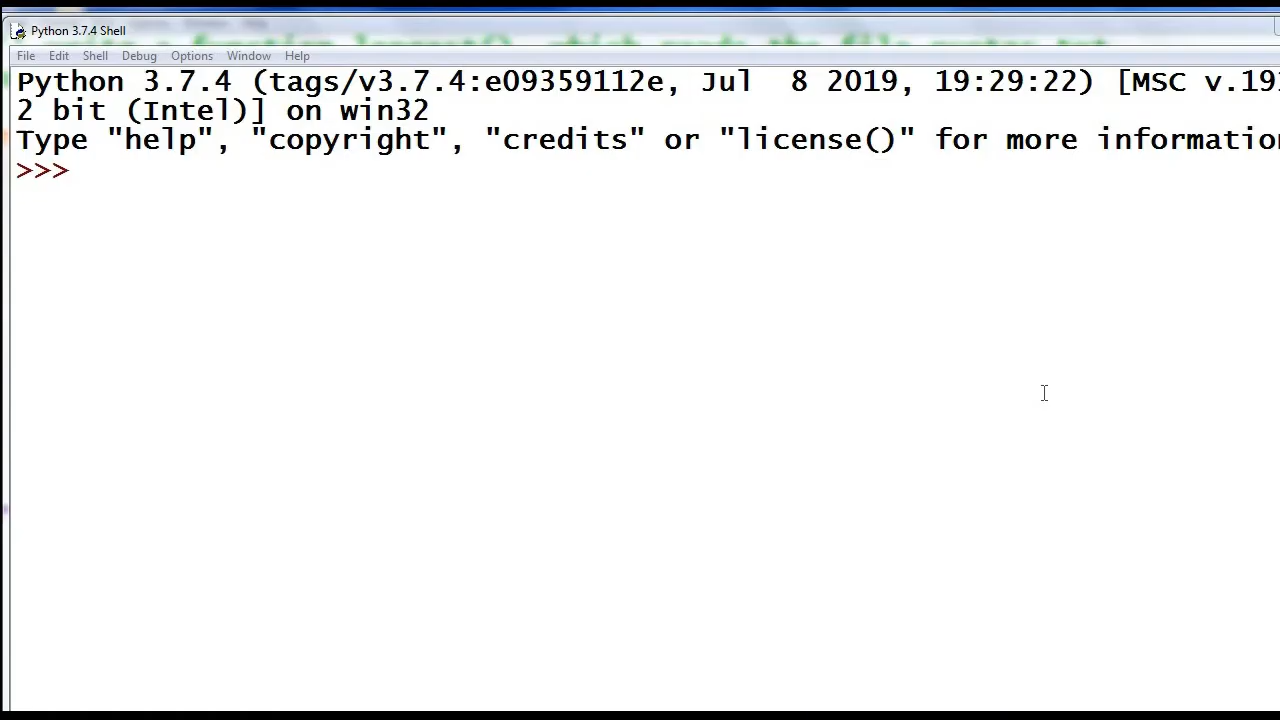 Python 3.7.4 Shell
File Edit Shell Debug Options Window Help
Python 3.7.4 (tags/v3.7.4:e09359112e, Jul  8 2019, 19:29:22) [MSC v.19
2 bit (Intel)] on win32
Type "help", "copyright", "credits" or "license()" for more information
>>>